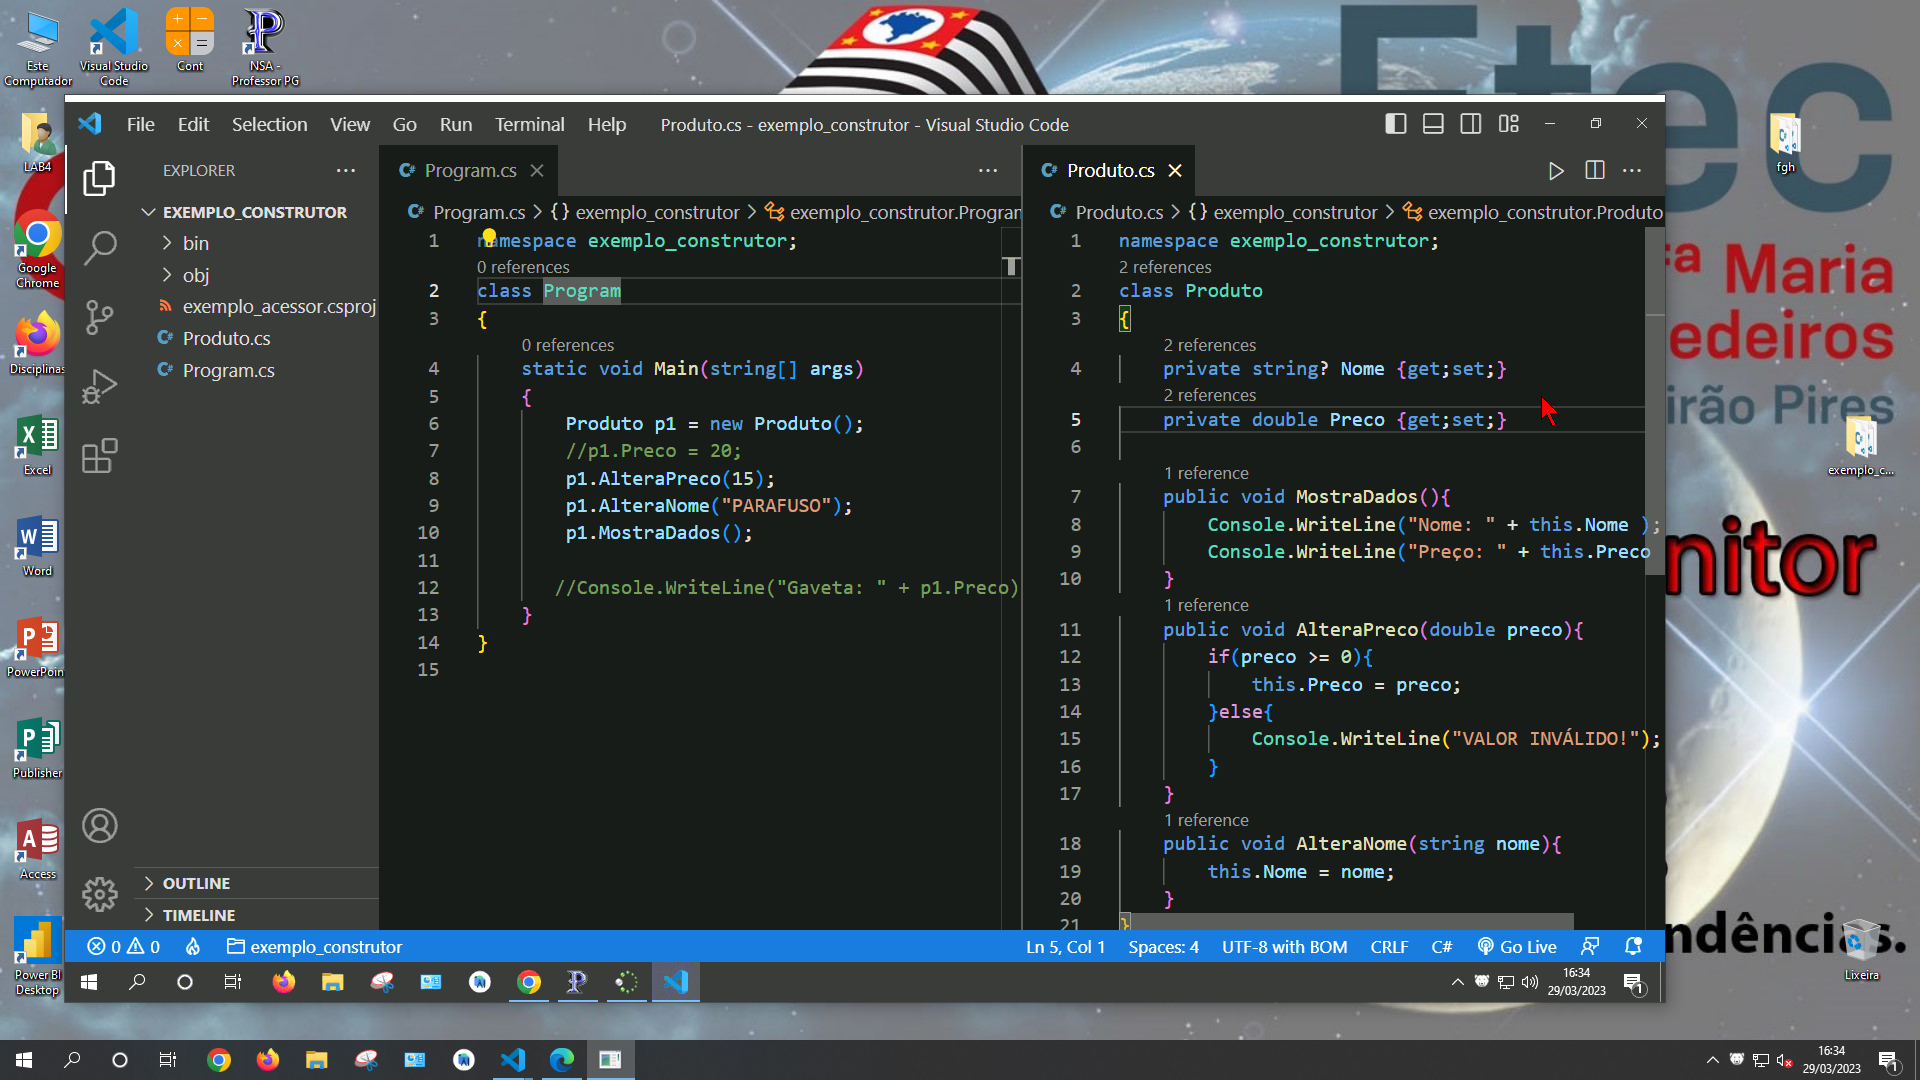 Este
Computador
Visual Studio
Code
Cont
NSA -
Professor PG
LAB4
Google
Chrome
Disciplinas
Excel
Word
PowerPoin
Publisher
Access
Power BI
Desktop
File Edit Selection View Go Run Terminal Help
Produto.cs - exemplo_construtor - Visual Studio Code
EXPLORER
EXEMPLO_CONSTRUTOR
bin
obj
exemplo_acessor.csproj
Produto.cs
Program.cs
OUTLINE
TIMELINE
Program.cs
Program.cs > {} exemplo_construtor > exemplo_construtor.Program
1 namespace exemplo_construtor;
0 references
2 class Program
3 {
0 references
4 static void Main(string[] args)
5 {
6 Produto p1 = new Produto();
7 //p1.Preco = 20;
8 p1.AlteraPreco(15);
9 p1.AlteraNome("PARAFUSO");
10 p1.MostraDados();
11
12 //Console.WriteLine("Gaveta: " + p1.Preco)
13 }
14 }
15
Produto.cs
Produto.cs > {} exemplo_construtor > exemplo_construtor.Produto
1 namespace exemplo_construtor;
2 references
2 class Produto
3 {
2 references
4 private string? Nome {get;set;}
2 references
5 private double Preco {get;set;}
6
1 reference
7 public void MostraDados(){
8 Console.WriteLine("Nome: " + this.Nome );
9 Console.WriteLine("Preço: " + this.Preco
10 }
1 reference
11 public void AlteraPreco(double preco){
12 if(preco >= 0){
13 this.Preco = preco;
14 }else{
15 Console.WriteLine("VALOR INVÁLIDO!");
16 }
17 }
1 reference
18 public void AlteraNome(string nome){
19 this.Nome = nome;
20 }
21 }
0 0 exemplo_construtor
Ln 5, Col 1 Spaces: 4 UTF-8 with BOM CRLF C# Go Live
16:34
29/03/2023
1
Etec
fª Maria
edeiros
irão Pires
nitor
ndências.
fgh
exemplo_c...
Lixeira
16:34
29/03/2023
1